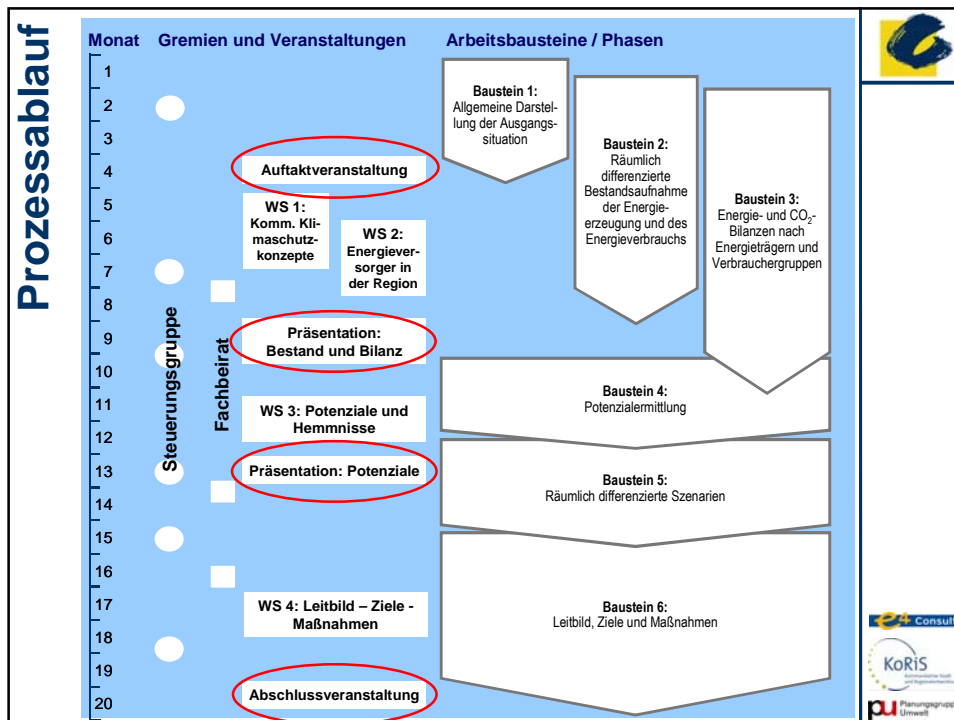 Prozessablauf
Monat Gremien und Veranstaltungen Arbeitsbausteine / Phasen
1
2
3
4
5
6
7
8
9
10
11
12
13
14
15
16
17
18
19
20
Steuerungsgruppe
Fachbeirat
Auftaktveranstaltung
WS 1:
Komm. Kli-
maschutz-
konzepte
WS 2:
Energiever-
sorger in
der Region
Präsentation:
Bestand und Bilanz
WS 3: Potenziale und
Hemmnisse
Präsentation: Potenziale
WS 4: Leitbild – Ziele -
Maßnahmen
Abschlussveranstaltung
Baustein 1:
Allgemeine Darstel-
lung der Ausgangs-
situation
Baustein 2:
Räumlich
differenzierte
Bestandsaufnahme
der Energie-
erzeugung und des
Energieverbrauchs
Baustein 3:
Energie- und CO₂-
Bilanzen nach
Energieträgern und
Verbrauchergruppen
Baustein 4:
Potenzialermittlung
Baustein 5:
Räumlich differenzierte Szenarien
Baustein 6:
Leitbild, Ziele und Maßnahmen
e4 Consult
KoRiS
pu Planungsgruppe
Umwelt